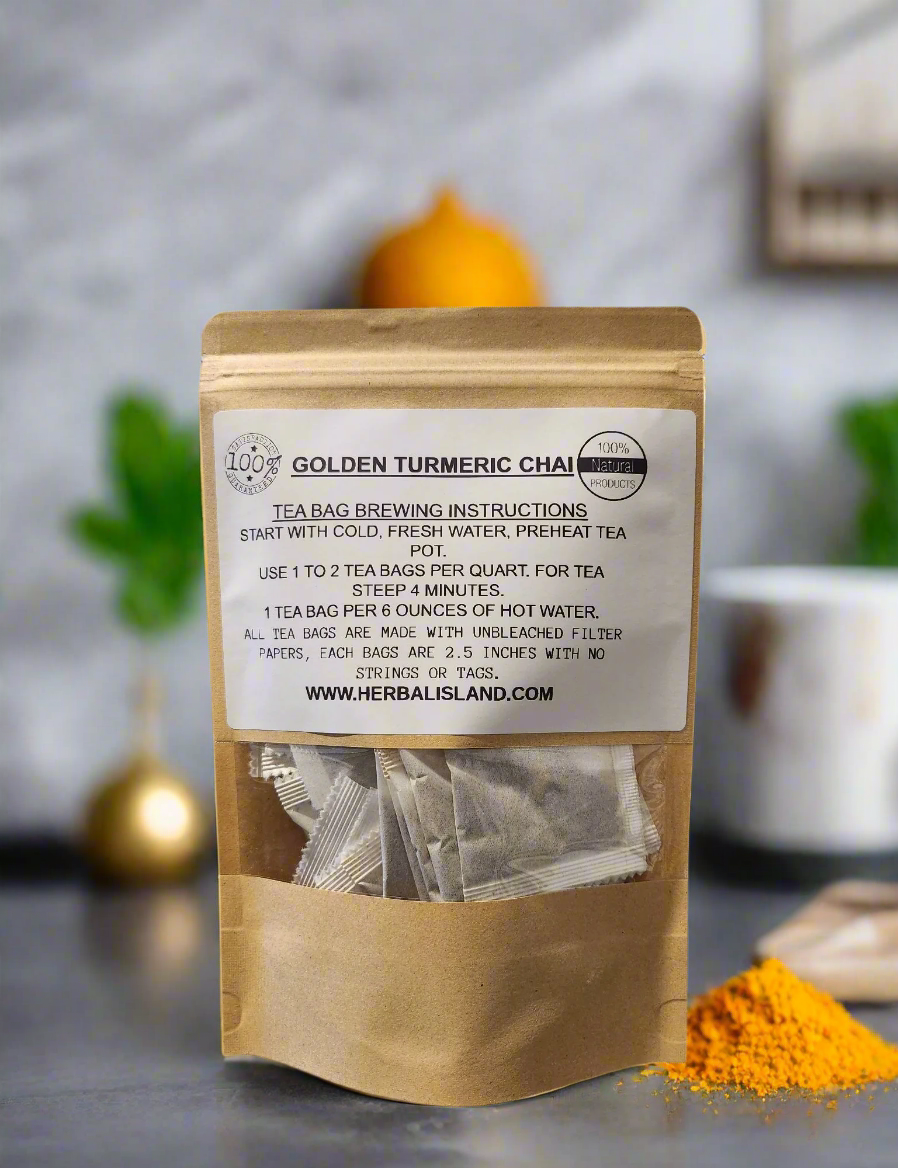 SATISFACTION
100%
GUARANTEED
GOLDEN TURMERIC CHAI
100%
Natural
PRODUCTS
TEA BAG BREWING INSTRUCTIONS
START WITH COLD, FRESH WATER, PREHEAT TEA
POT.
USE 1 TO 2 TEA BAGS PER QUART. FOR TEA
STEEP 4 MINUTES.
1 TEA BAG PER 6 OUNCES OF HOT WATER.
ALL TEA BAGS ARE MADE WITH UNBLEACHED FILTER
PAPERS, EACH BAGS ARE 2.5 INCHES WITH NO
STRINGS OR TAGS.
WWW.HERBALISLAND.COM